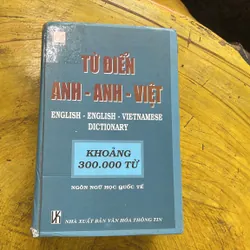 TỪ ĐIỂN
ANH - ANH - VIỆT
ENGLISH - ENGLISH - VIETNAMESE
DICTIONARY
KHOẢNG
300.000 TỪ
NGÔN NGỮ HỌC QUỐC TẾ
NHÀ XUẤT BẢN VĂN HÓA THÔNG TIN